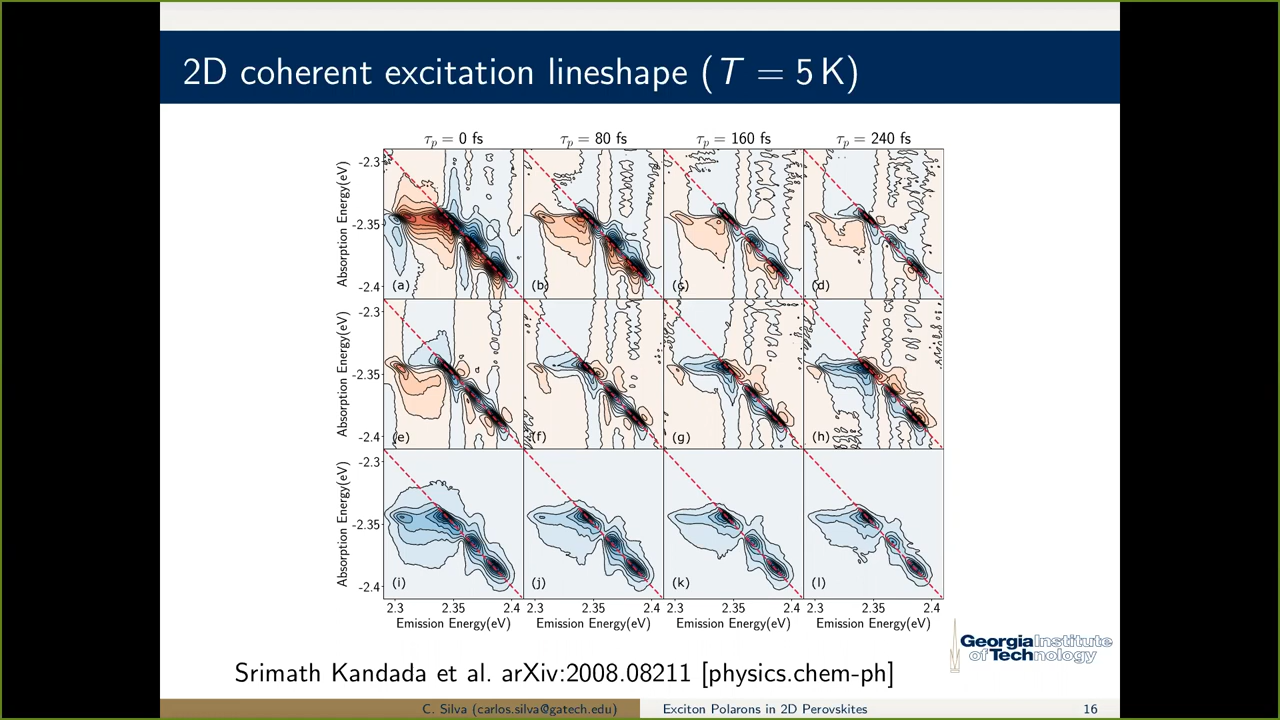 2D coherent excitation lineshape (T = 5 K)
τp = 0 fs τp = 80 fs τp = 160 fs τp = 240 fs
Absorption Energy(eV)
-2.3
-2.35
-2.4
(a) (b) (c) (d)
Absorption Energy(eV)
-2.3
-2.35
-2.4
(e) (f) (g) (h)
Absorption Energy(eV)
-2.3
-2.35
-2.4
(i) (j) (k) (l)
2.3 2.35 2.4 2.3 2.35 2.4 2.3 2.35 2.4 2.3 2.35 2.4
Emission Energy(eV) Emission Energy(eV) Emission Energy(eV) Emission Energy(eV)
Georgia Institute
of Technology
Srimath Kandada et al. arXiv:2008.08211 [physics.chem-ph]
C. Silva (carlos.silva@gatech.edu) Exciton Polarons in 2D Perovskites 16